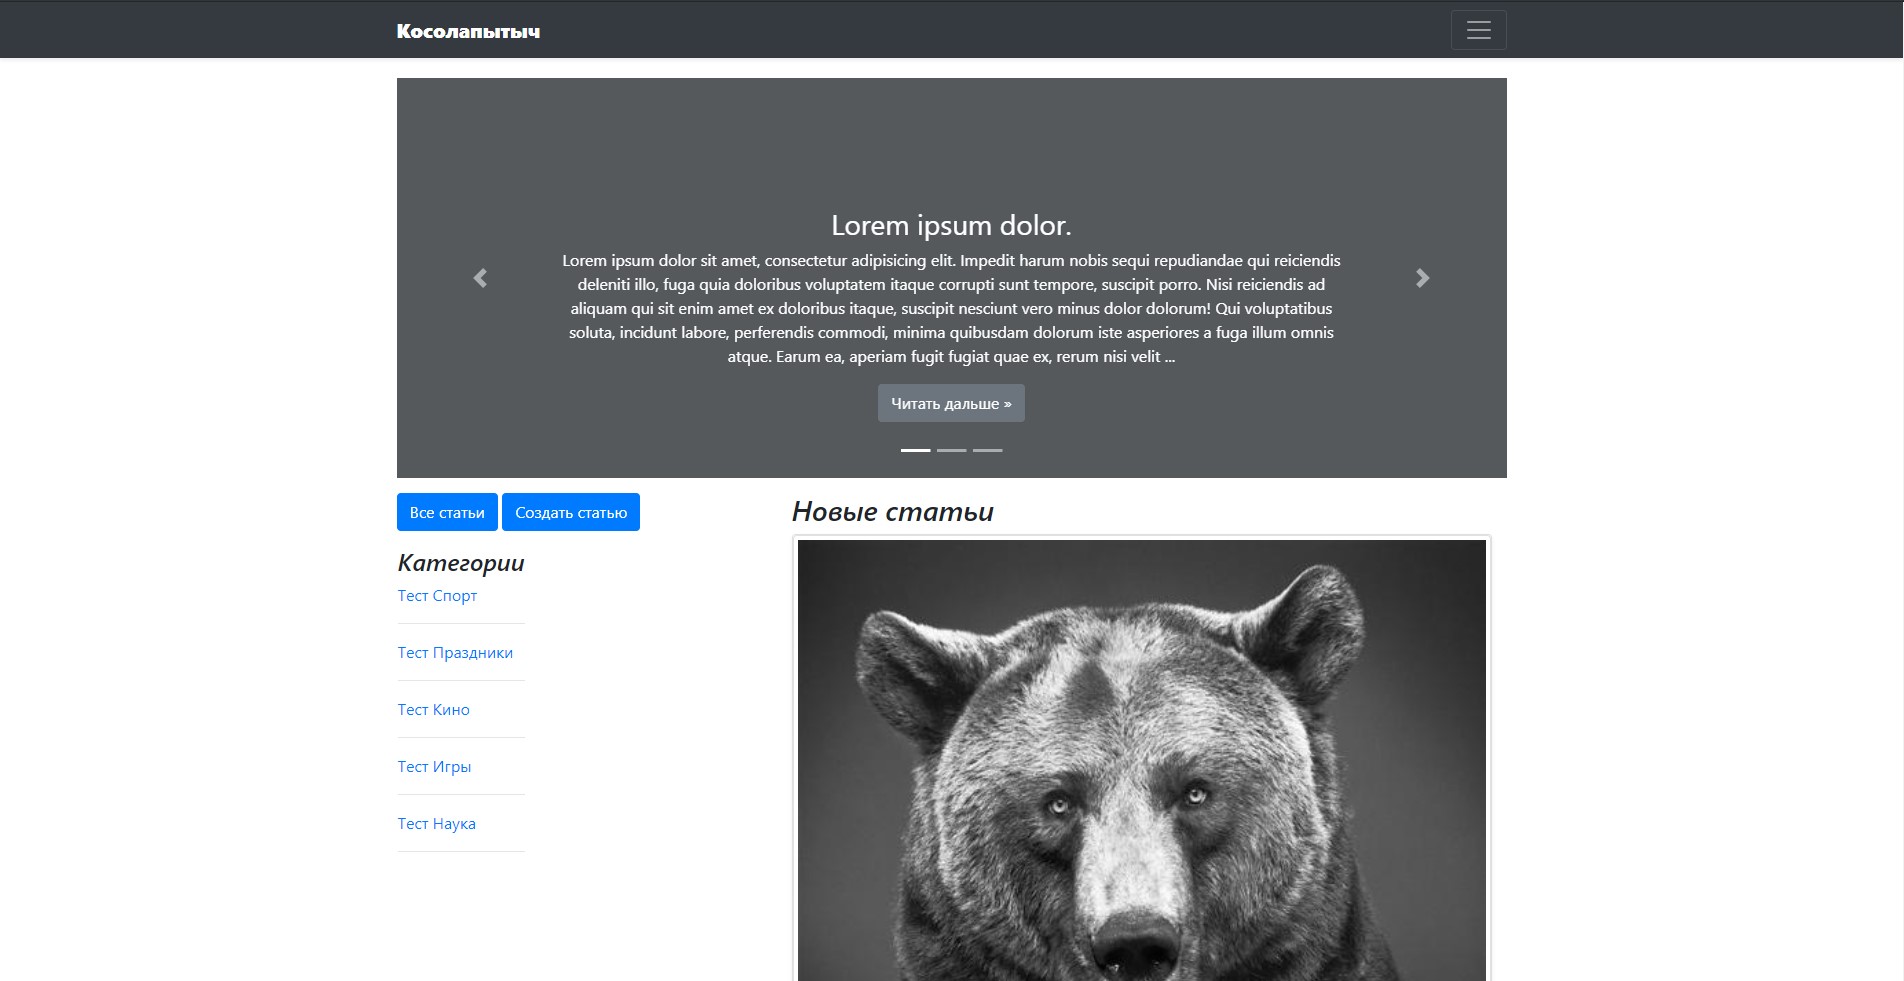 Косолапытыч
Lorem ipsum dolor.
Lorem ipsum dolor sit amet, consectetur adipisicing elit. Impedit harum nobis sequi repudiandae qui reiciendis
deleniti illo, fuga quia doloribus voluptatem itaque corrupti sunt tempore, suscipit porro. Nisi reiciendis ad
aliquam qui sit enim amet ex doloribus itaque, suscipit nesciunt vero minus dolor dolorum! Qui voluptatibus
soluta, incidunt labore, perferendis commodi, minima quibusdam dolorum iste asperiores a fuga illum omnis
atque. Earum ea, aperiam fugit fugiat quae ex, rerum nisi velit ...
Читать дальше »
Все статьи
Создать статью
Категории
Тест Спорт
Тест Праздники
Тест Кино
Тест Игры
Тест Наука
Новые статьи